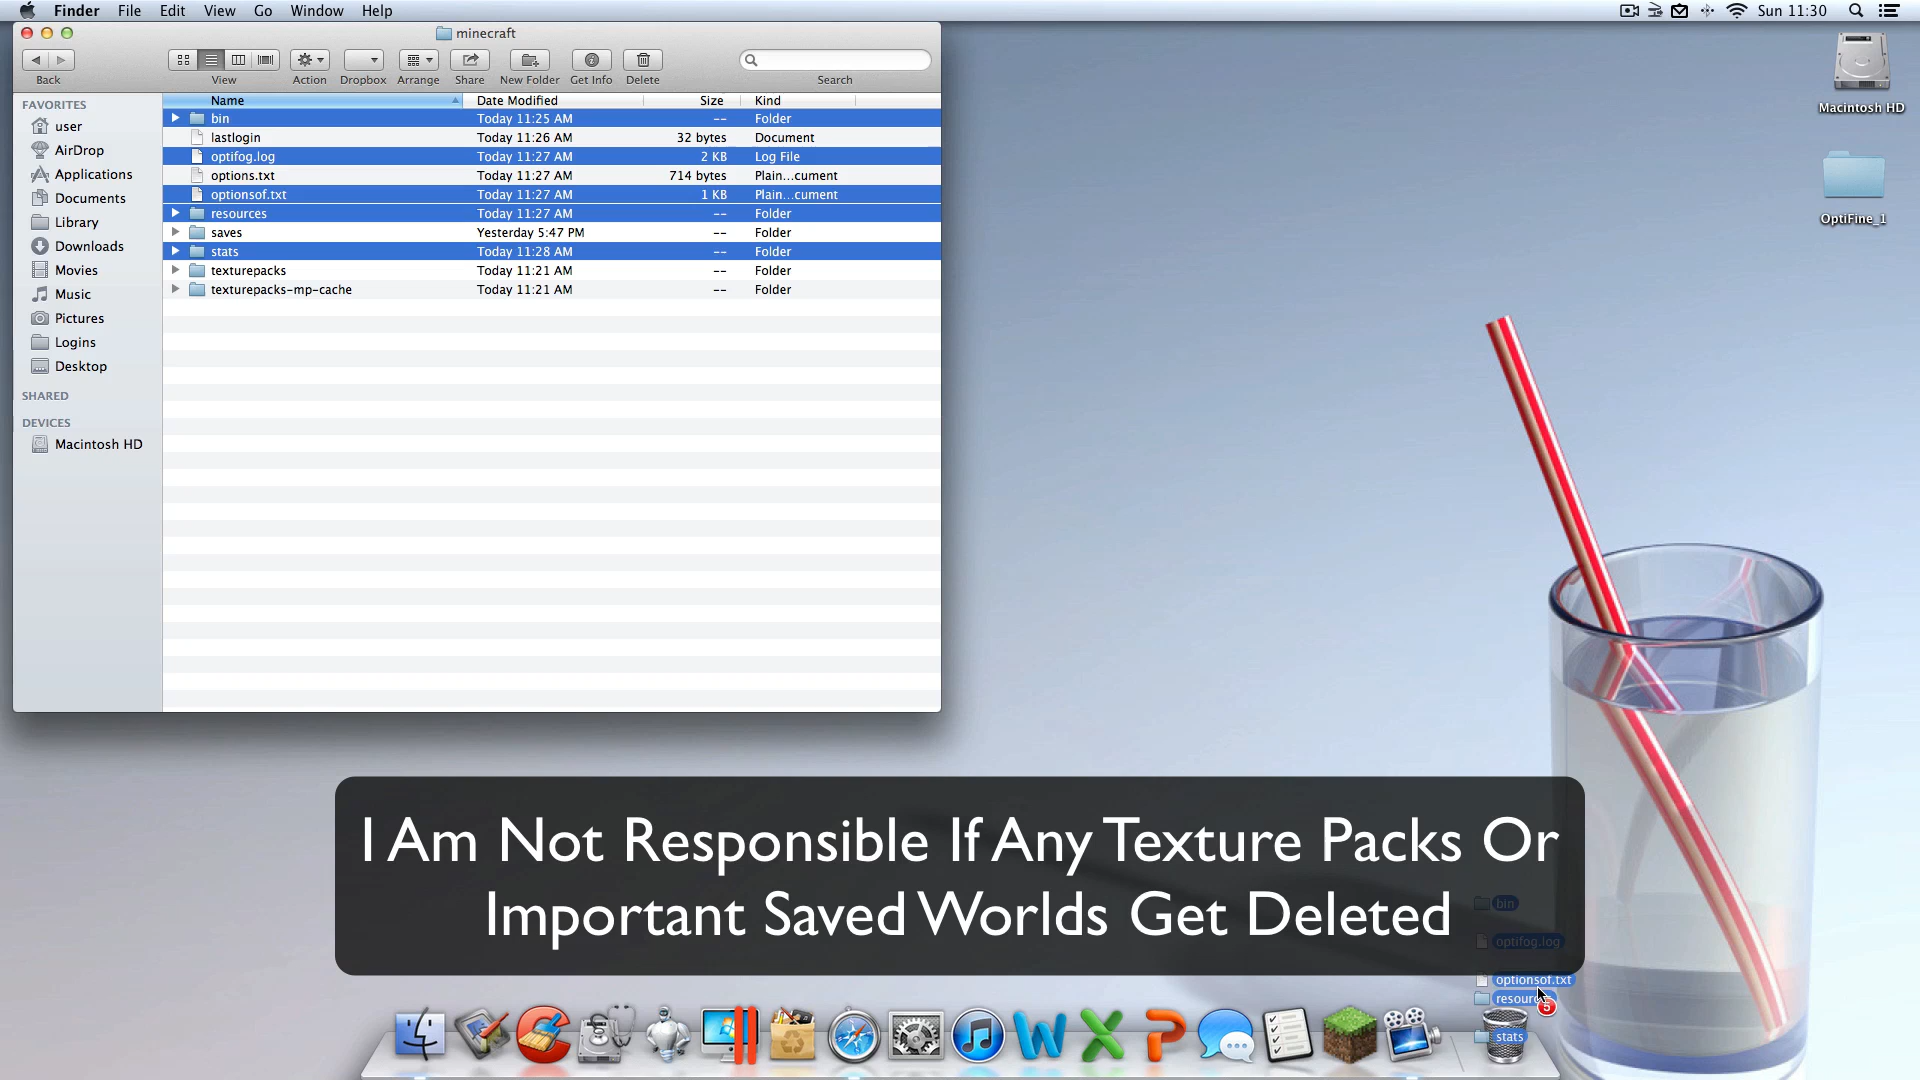 Finder File Edit View Go Window Help Sun 11:30
minecraft
Back View Action Dropbox Arrange Share New Folder Get Info Delete Search
FAVORITES
user
AirDrop
Applications
Documents
Library
Downloads
Movies
Music
Pictures
Logins
Desktop
SHARED
DEVICES
Macintosh HD
Name Date Modified Size Kind
bin Today 11:25 AM -- Folder
lastlogin Today 11:26 AM 32 bytes Document
optifog.log Today 11:27 AM 2 KB Log File
options.txt Today 11:27 AM 714 bytes Plain...cument
optionsof.txt Today 11:27 AM 1 KB Plain...cument
resources Today 11:27 AM -- Folder
saves Yesterday 5:47 PM -- Folder
stats Today 11:28 AM -- Folder
texturepacks Today 11:21 AM -- Folder
texturepacks-mp-cache Today 11:21 AM -- Folder
Macintosh HD
OptiFine_1
I Am Not Responsible If Any Texture Packs Or
Important Saved Worlds Get Deleted
bin
optifog.log
optionsof.txt
5
stats
W X P